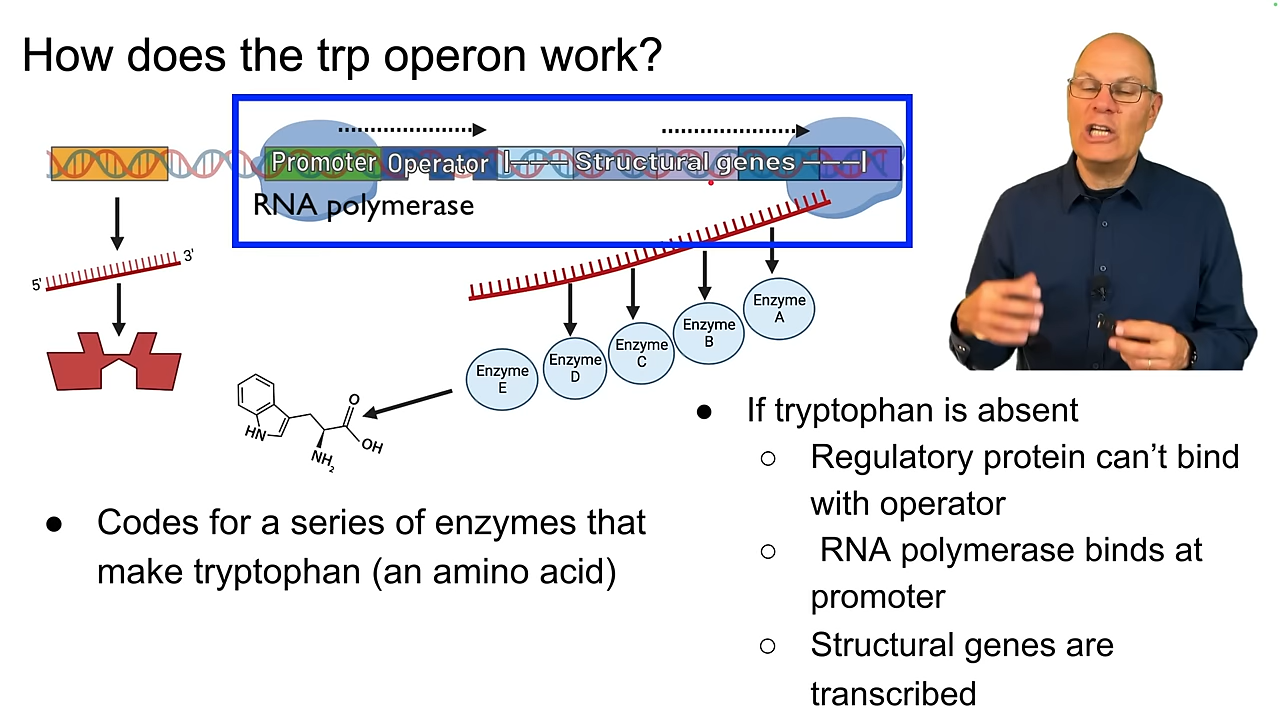 How does the trp operon work?
Promoter Operator |--- Structural genes ---|
RNA polymerase
5'
3'
Enzyme
A
Enzyme
B
Enzyme
C
Enzyme
D
Enzyme
E
O
OH
HN
NH2
● Codes for a series of enzymes that
make tryptophan (an amino acid)
● If tryptophan is absent
○ Regulatory protein can’t bind
with operator
○ RNA polymerase binds at
promoter
○ Structural genes are
transcribed